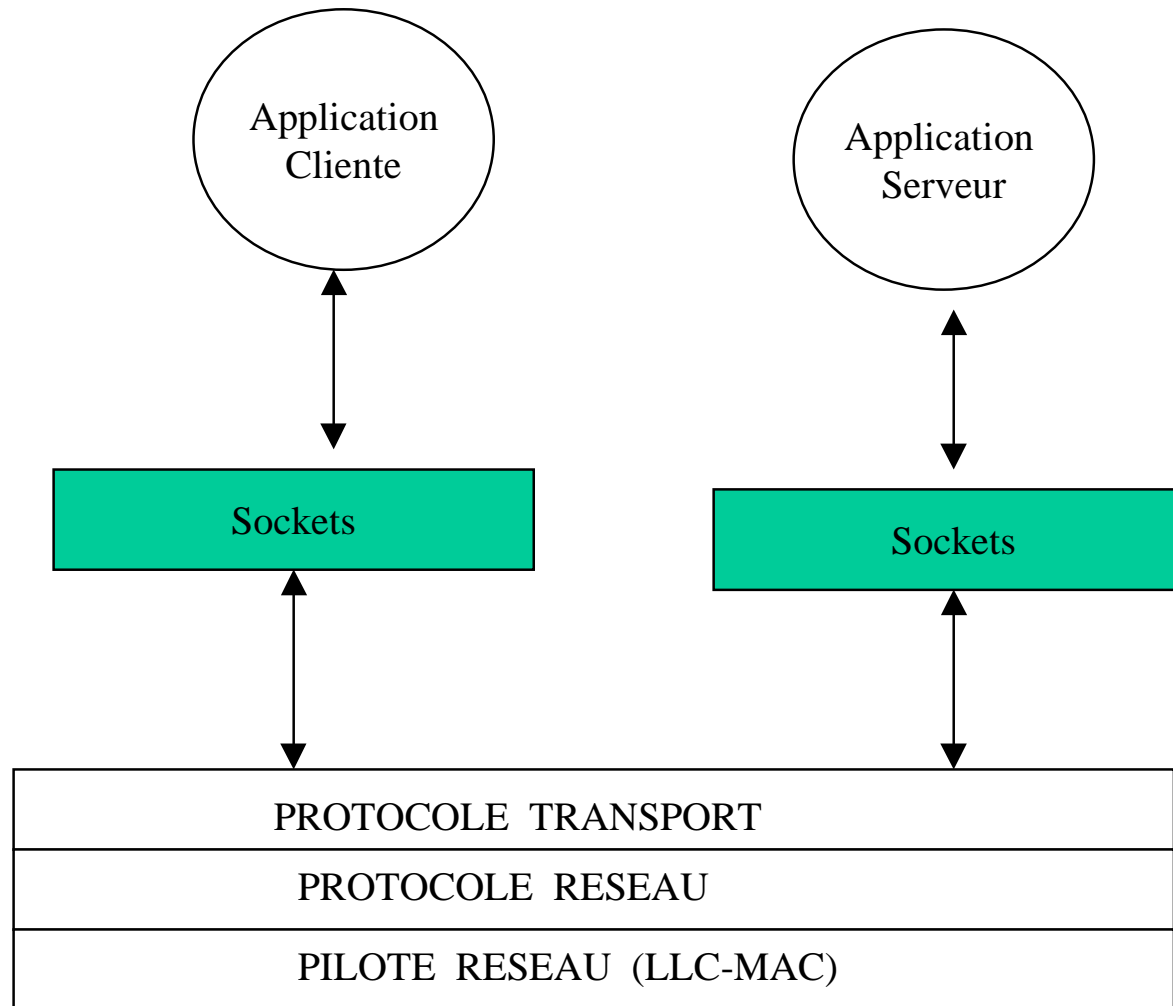 Application
Cliente
Application
Serveur
Sockets
Sockets
PROTOCOLE TRANSPORT
PROTOCOLE RESEAU
PILOTE RESEAU (LLC-MAC)